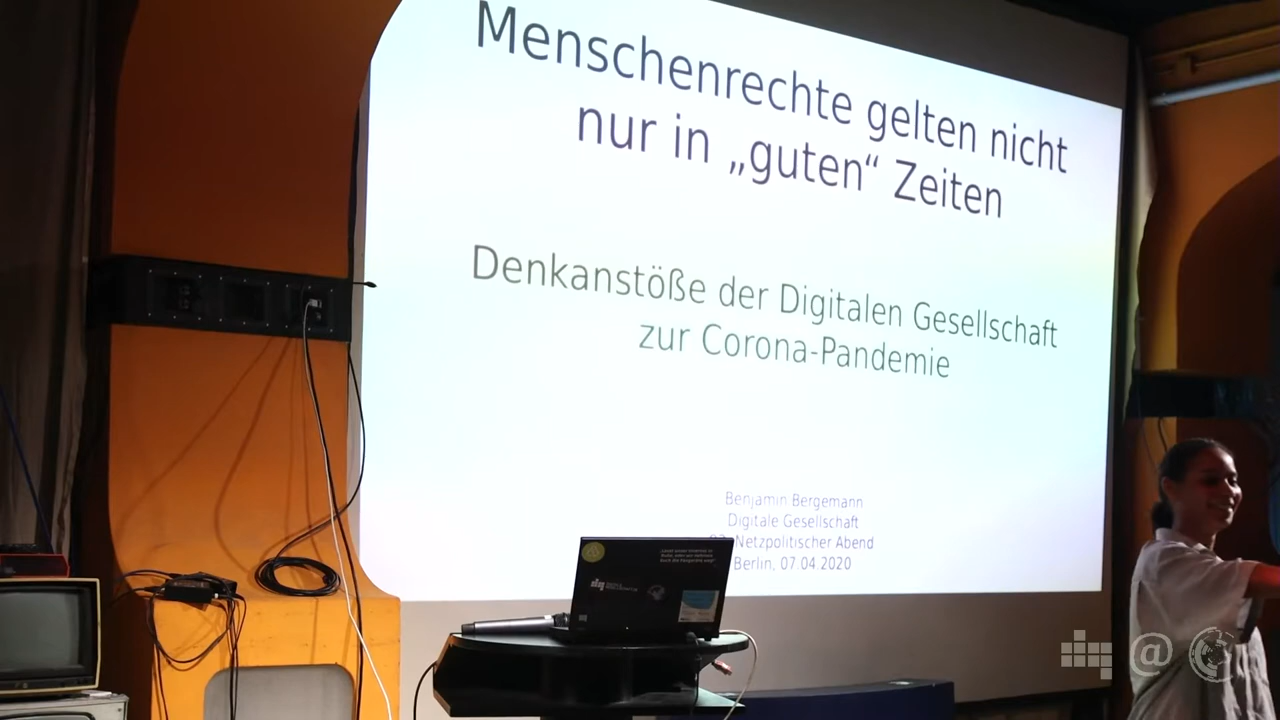 Menschenrechte gelten nicht
nur in „guten“ Zeiten
Denkanstöße der Digitalen Gesellschaft
zur Corona-Pandemie
Benjamin Bergemann
Digitale Gesellschaft
Netzpolitischer Abend
Berlin, 07.04.2020
@